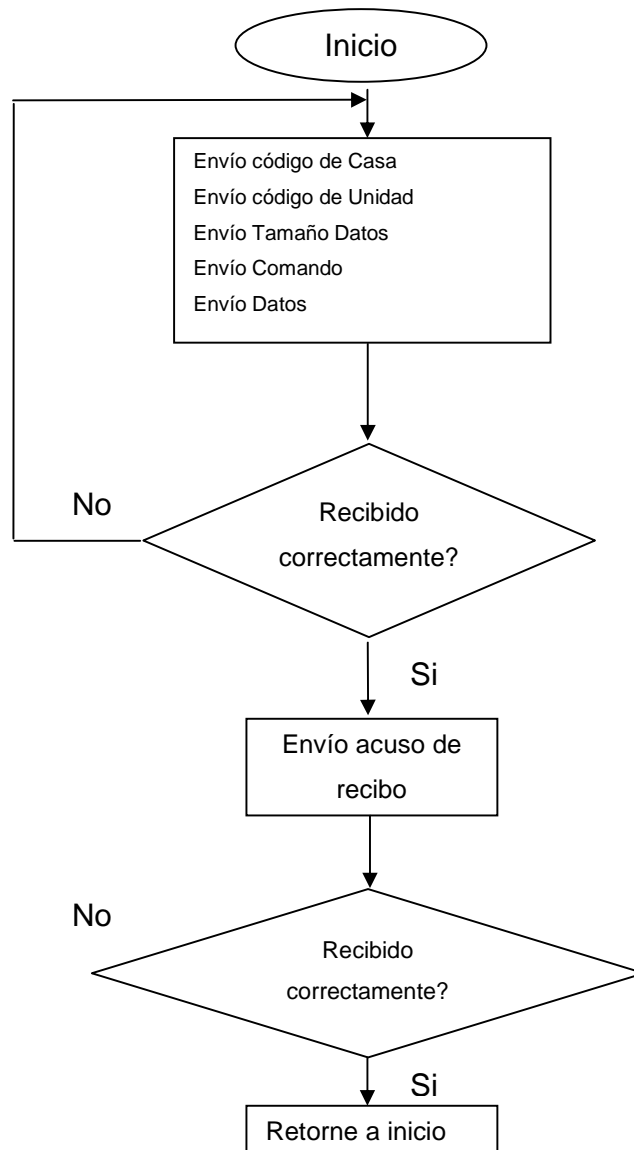 Inicio
Envío código de Casa
Envío código de Unidad
Envío Tamaño Datos
Envío Comando
Envío Datos
No
Recibido
correctamente?
Si
Envío acuso de
recibo
No
Recibido
correctamente?
Si
Retorne a inicio